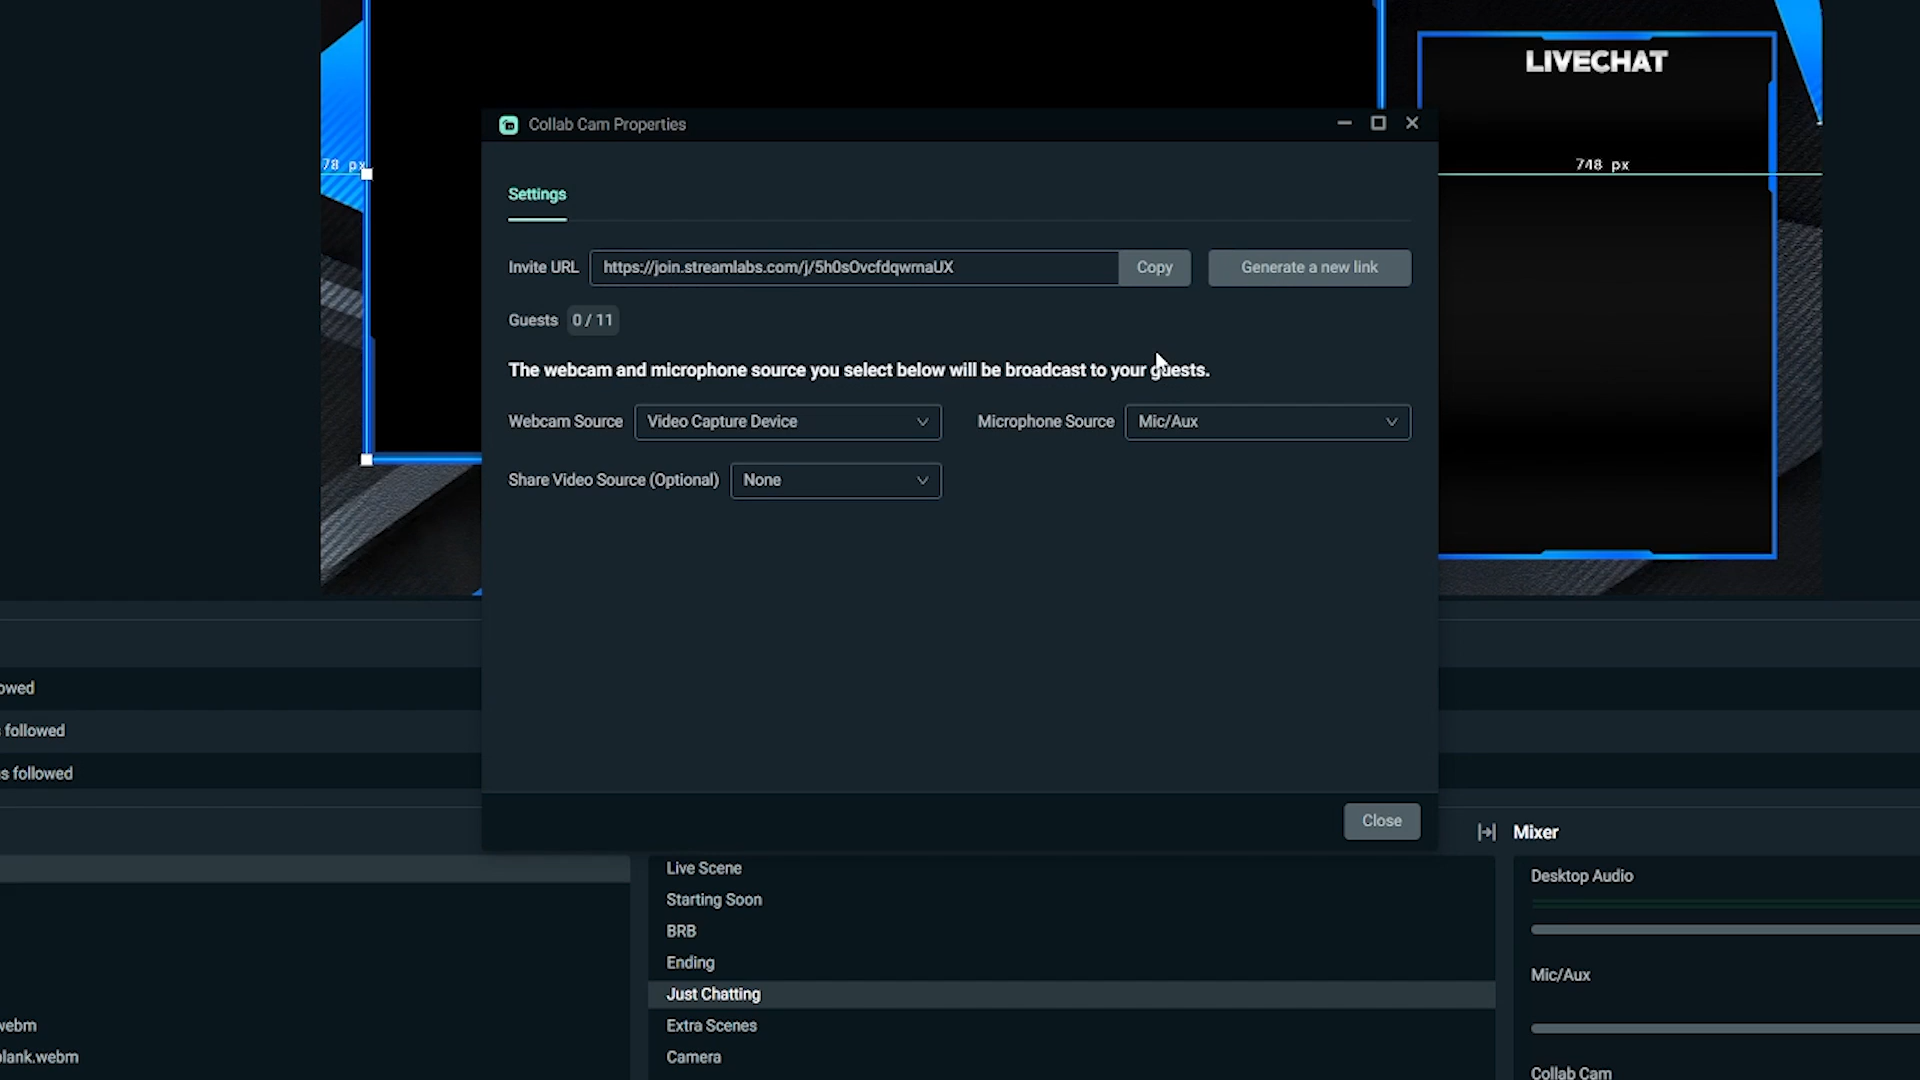 LIVECHAT
Collab Cam Properties
78 px
748 px
Settings
Invite URL https://join.streamlabs.com/j/5h0sOvcfdqwrnaUX Copy Generate a new link
Guests 0 / 11
The webcam and microphone source you select below will be broadcast to your guests.
Webcam Source Video Capture Device Microphone Source Mic/Aux
Share Video Source (Optional) None
owed
s followed
s followed
Close
Mixer
Live Scene
Desktop Audio
Starting Soon
BRB
Ending
Mic/Aux
Just Chatting
webm
Extra Scenes
lank.webm
Camera
Collab Cam